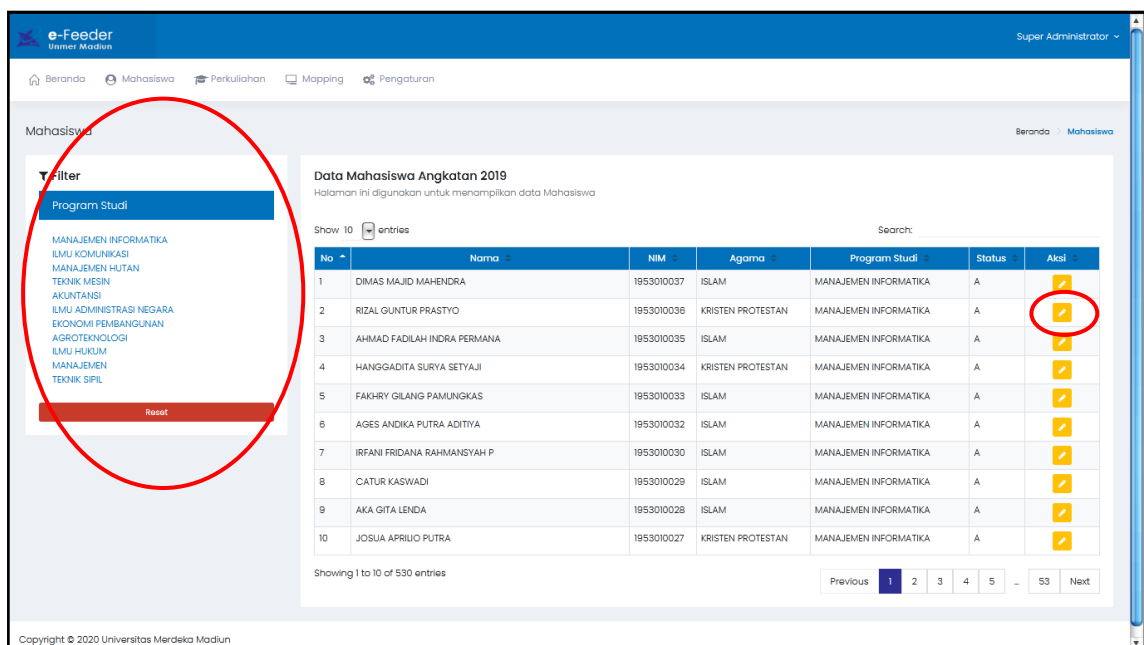 e-Feeder
Unmer Madiun
Super Administrator
Beranda Mahasiswa Perkuliahan Mapping Pengaturan
Mahasiswa
Beranda > Mahasiswa
Filter
Program Studi
MANAJEMEN INFORMATIKA
ILMU KOMUNIKASI
MANAJEMEN HUTAN
TEKNIK MESIN
AKUNTANSI
ILMU ADMINISTRASI NEGARA
EKONOMI PEMBANGUNAN
AGROTEKNOLOGI
ILMU HUKUM
MANAJEMEN
TEKNIK SIPIL
Reset
Data Mahasiswa Angkatan 2019
Halaman ini digunakan untuk menampilkan data Mahasiswa
Show 10 entries Search:
No Nama NIM Agama Program Studi Status Aksi
1 DIMAS MAJID MAHENDRA 1953010037 ISLAM MANAJEMEN INFORMATIKA A
2 RIZAL GUNTUR PRASTYO 1953010036 KRISTEN PROTESTAN MANAJEMEN INFORMATIKA A
3 AHMAD FADILAH INDRA PERMANA 1953010035 ISLAM MANAJEMEN INFORMATIKA A
4 HANGGADITA SURYA SETYAJI 1953010034 KRISTEN PROTESTAN MANAJEMEN INFORMATIKA A
5 FAKHRY GILANG PAMUNGKAS 1953010033 ISLAM MANAJEMEN INFORMATIKA A
6 AGES ANDIKA PUTRA ADITIYA 1953010032 ISLAM MANAJEMEN INFORMATIKA A
7 IRFANI FRIDANA RAHMANSYAH P 1953010030 ISLAM MANAJEMEN INFORMATIKA A
8 CATUR KASWADI 1953010029 ISLAM MANAJEMEN INFORMATIKA A
9 AKA GITA LENDA 1953010028 ISLAM MANAJEMEN INFORMATIKA A
10 JOSUA APRILIO PUTRA 1953010027 KRISTEN PROTESTAN MANAJEMEN INFORMATIKA A
Showing 1 to 10 of 530 entries
Previous 1 2 3 4 5 … 53 Next
Copyright © 2020 Universitas Merdeka Madiun